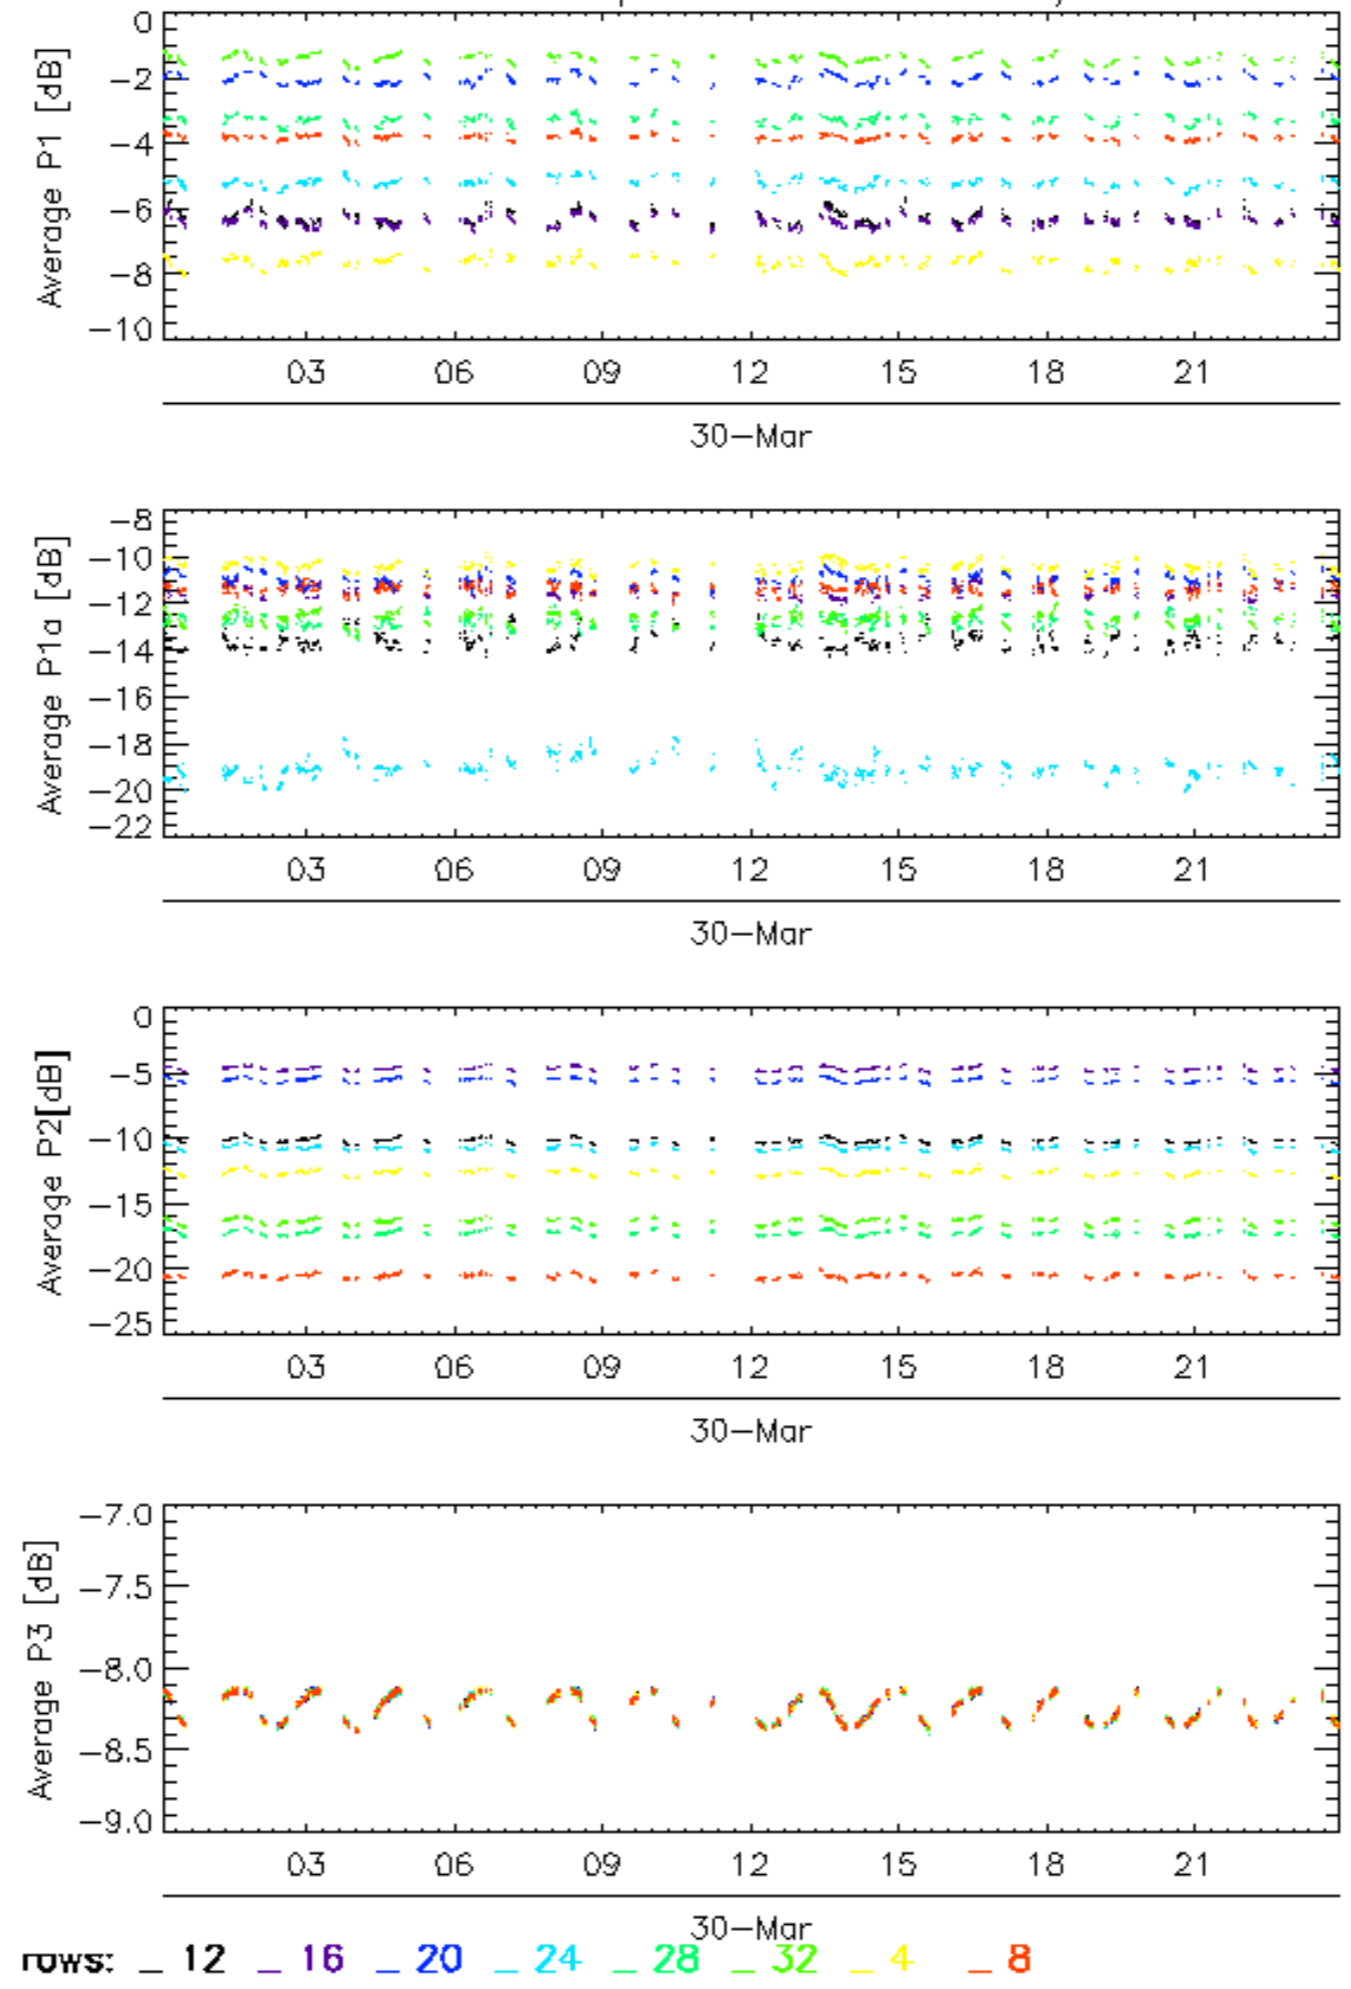 0
−2
−4
−6
−8
−10
Average P1 [dB]
03 06 09 12 15 18 21
30−Mar
−8
−10
−12
−14
−16
−18
−20
−22
Average P1a [dB]
03 06 09 12 15 18 21
30−Mar
0
−5
−10
−15
−20
−25
Average P2[dB]
03 06 09 12 15 18 21
30−Mar
−7.0
−7.5
−8.0
−8.5
−9.0
Average P3 [dB]
03 06 09 12 15 18 21
30−Mar
rows: _ 12 _ 16 _ 20 _ 24 _ 28 _ 32 _ 4 _ 8